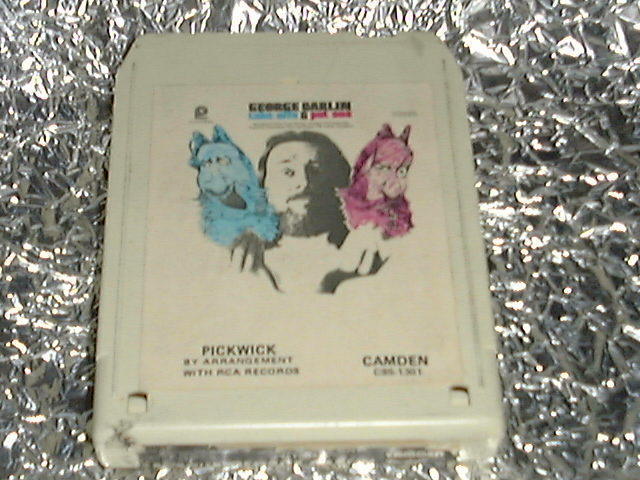 GEORGE CARLIN
take offs & put ons
PICKWICK
BY ARRANGEMENT
WITH RCA RECORDS
CAMDEN
C8S-1301